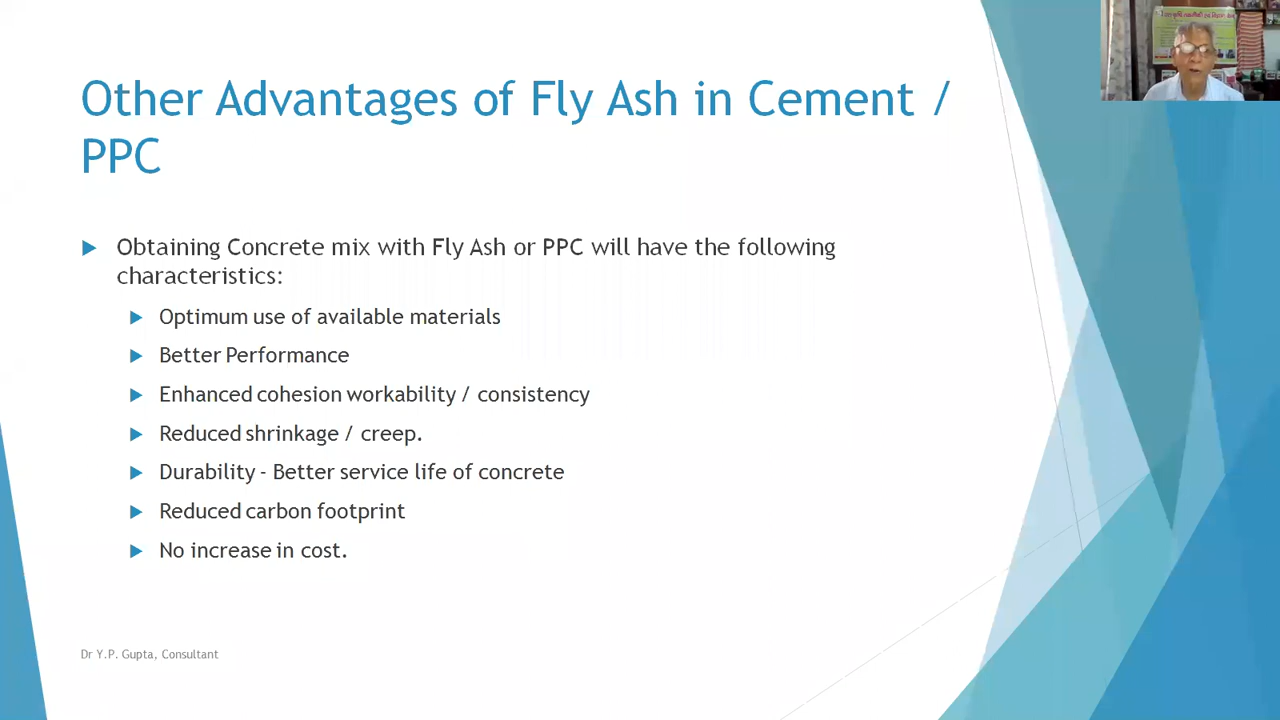 Other Advantages of Fly Ash in Cement /
PPC
Obtaining Concrete mix with Fly Ash or PPC will have the following
characteristics:
Optimum use of available materials
Better Performance
Enhanced cohesion workability / consistency
Reduced shrinkage / creep.
Durability - Better service life of concrete
Reduced carbon footprint
No increase in cost.
Dr Y.P. Gupta, Consultant